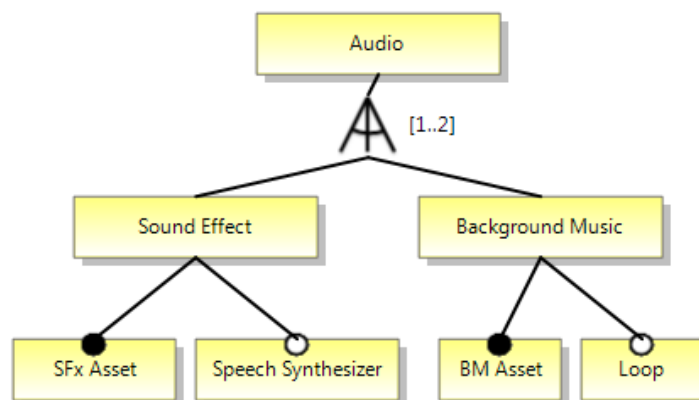 Audio
[1..2]
Sound Effect
Background Music
SFx Asset
Speech Synthesizer
BM Asset
Loop